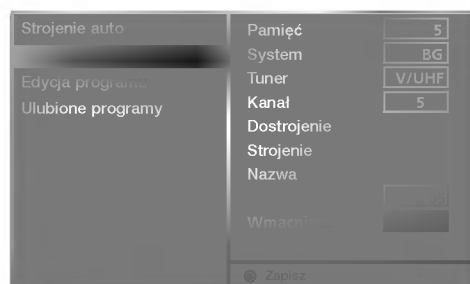 Strojenie auto
Edycja programu
Ulubione programy
Pamięć 5
System BG
Tuner V/UHF
Kanał 5
Dostrojenie
Strojenie
Nazwa
Zapisz